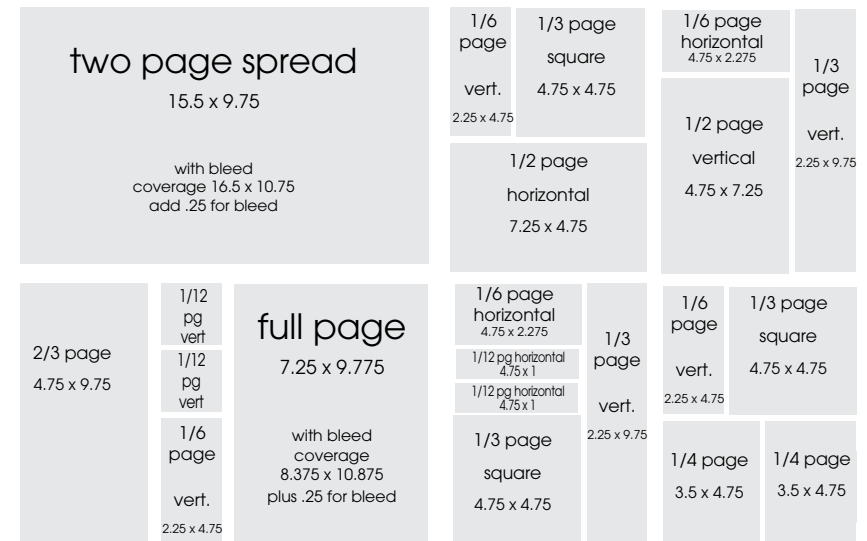 two page spread
15.5 x 9.75
with bleed
coverage 16.5 x 10.75
add .25 for bleed
1/6
page
vert.
2.25 x 4.75
1/3 page
square
4.75 x 4.75
1/2 page
horizontal
7.25 x 4.75
1/6 page
horizontal
4.75 x 2.275
1/2 page
vertical
4.75 x 7.25
1/3
page
vert.
2.25 x 9.75
2/3 page
4.75 x 9.75
1/12
pg
vert
1/12
pg
vert
1/6
page
vert.
2.25 x 4.75
full page
7.25 x 9.775
with bleed
coverage
8.375 x 10.875
plus .25 for bleed
1/6 page
horizontal
4.75 x 2.275
1/12 pg horizontal
4.75 x 1
1/12 pg horizontal
4.75 x 1
1/3 page
square
4.75 x 4.75
1/3
page
vert.
2.25 x 9.75
1/6
page
vert.
2.25 x 4.75
1/3 page
square
4.75 x 4.75
1/4 page
3.5 x 4.75
1/4 page
3.5 x 4.75